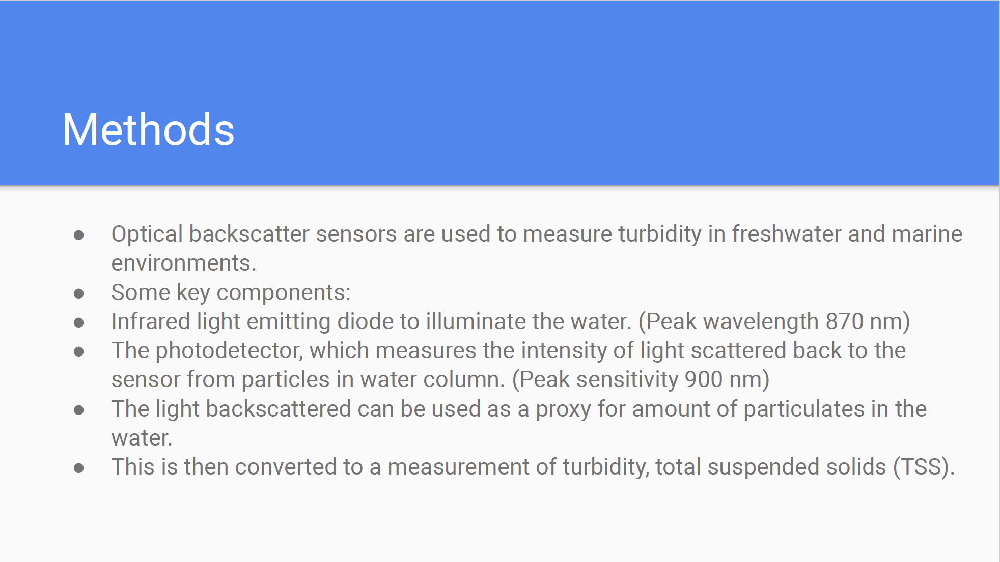 Methods
● Optical backscatter sensors are used to measure turbidity in freshwater and marine
environments.
● Some key components:
● Infrared light emitting diode to illuminate the water. (Peak wavelength 870 nm)
● The photodetector, which measures the intensity of light scattered back to the
sensor from particles in water column. (Peak sensitivity 900 nm)
● The light backscattered can be used as a proxy for amount of particulates in the
water.
● This is then converted to a measurement of turbidity, total suspended solids (TSS).